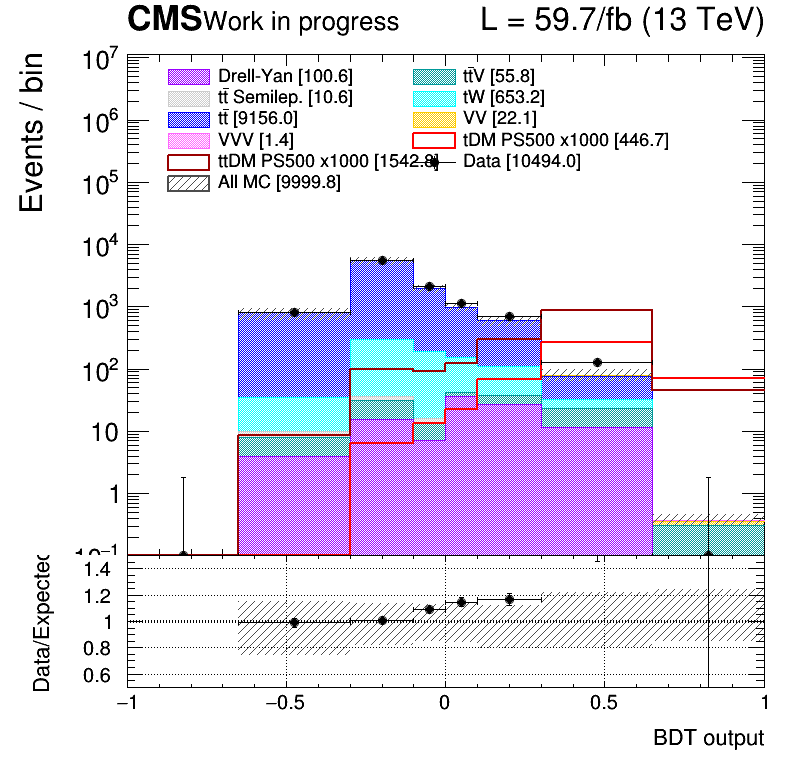 CMS Work in progress L = 59.7/fb (13 TeV)
Events / bin
Drell-Yan [100.6] tt̄V [55.8]
tt̄ Semilep. [10.6] tW [653.2]
tt̄ [9156.0] VV [22.1]
VVV [1.4] tDM PS500 x1000 [446.7]
ttDM PS500 x1000 [1542.8] Data [10494.0]
All MC [9999.8]
10⁷
10⁶
10⁵
10⁴
10³
10²
10
1
10⁻¹
Data/Expected
1.4
1.2
1
0.8
0.6
−1 −0.5 0 0.5 1
BDT output